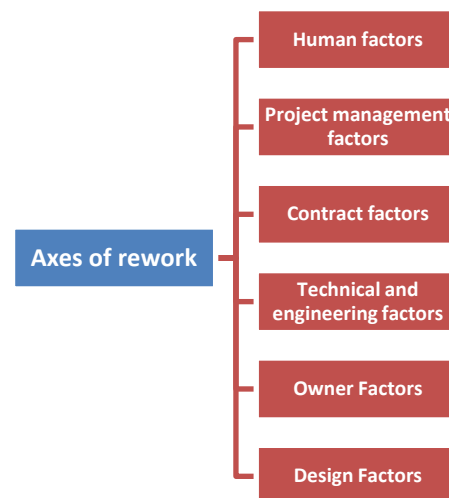 Human factors
Project management
factors
Contract factors
Axes of rework
Technical and
engineering factors
Owner Factors
Design Factors